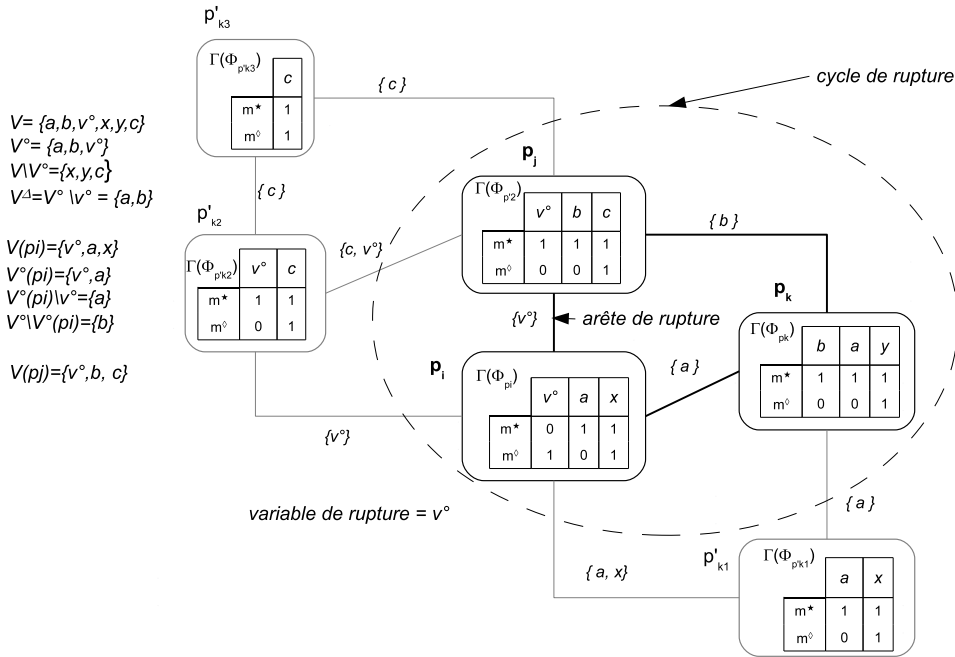 p'k3
Γ(Φp'k3)
c
m★ 1
m◊ 1
{ c }
cycle de rupture
V= {a,b,v°,x,y,c}
V°= {a,b,v°}
V\V°={x,y,c}
VΔ=V° \v° = {a,b}
{ c }
pj
Γ(Φp'2)
v° b c
m★ 1 1 1
m◊ 0 0 1
{ b }
p'k2
Γ(Φp'k2)
v° c
m★ 1 1
m◊ 0 1
{c, v°}
V(pi)={v°,a,x}
V°(pi)={v°,a}
V°(pi)\v°={a}
V°\V°(pi)={b}
V(pj)={v°,b, c}
{v°}
arête de rupture
pk
Γ(Φpk)
b a y
m★ 1 1 1
m◊ 0 0 1
pi
Γ(Φpi)
v° a x
m★ 0 1 1
m◊ 1 0 1
{ a }
{v°}
variable de rupture = v°
{ a }
{ a, x}
p'k1
Γ(Φp'k1)
a x
m★ 1 1
m◊ 0 1